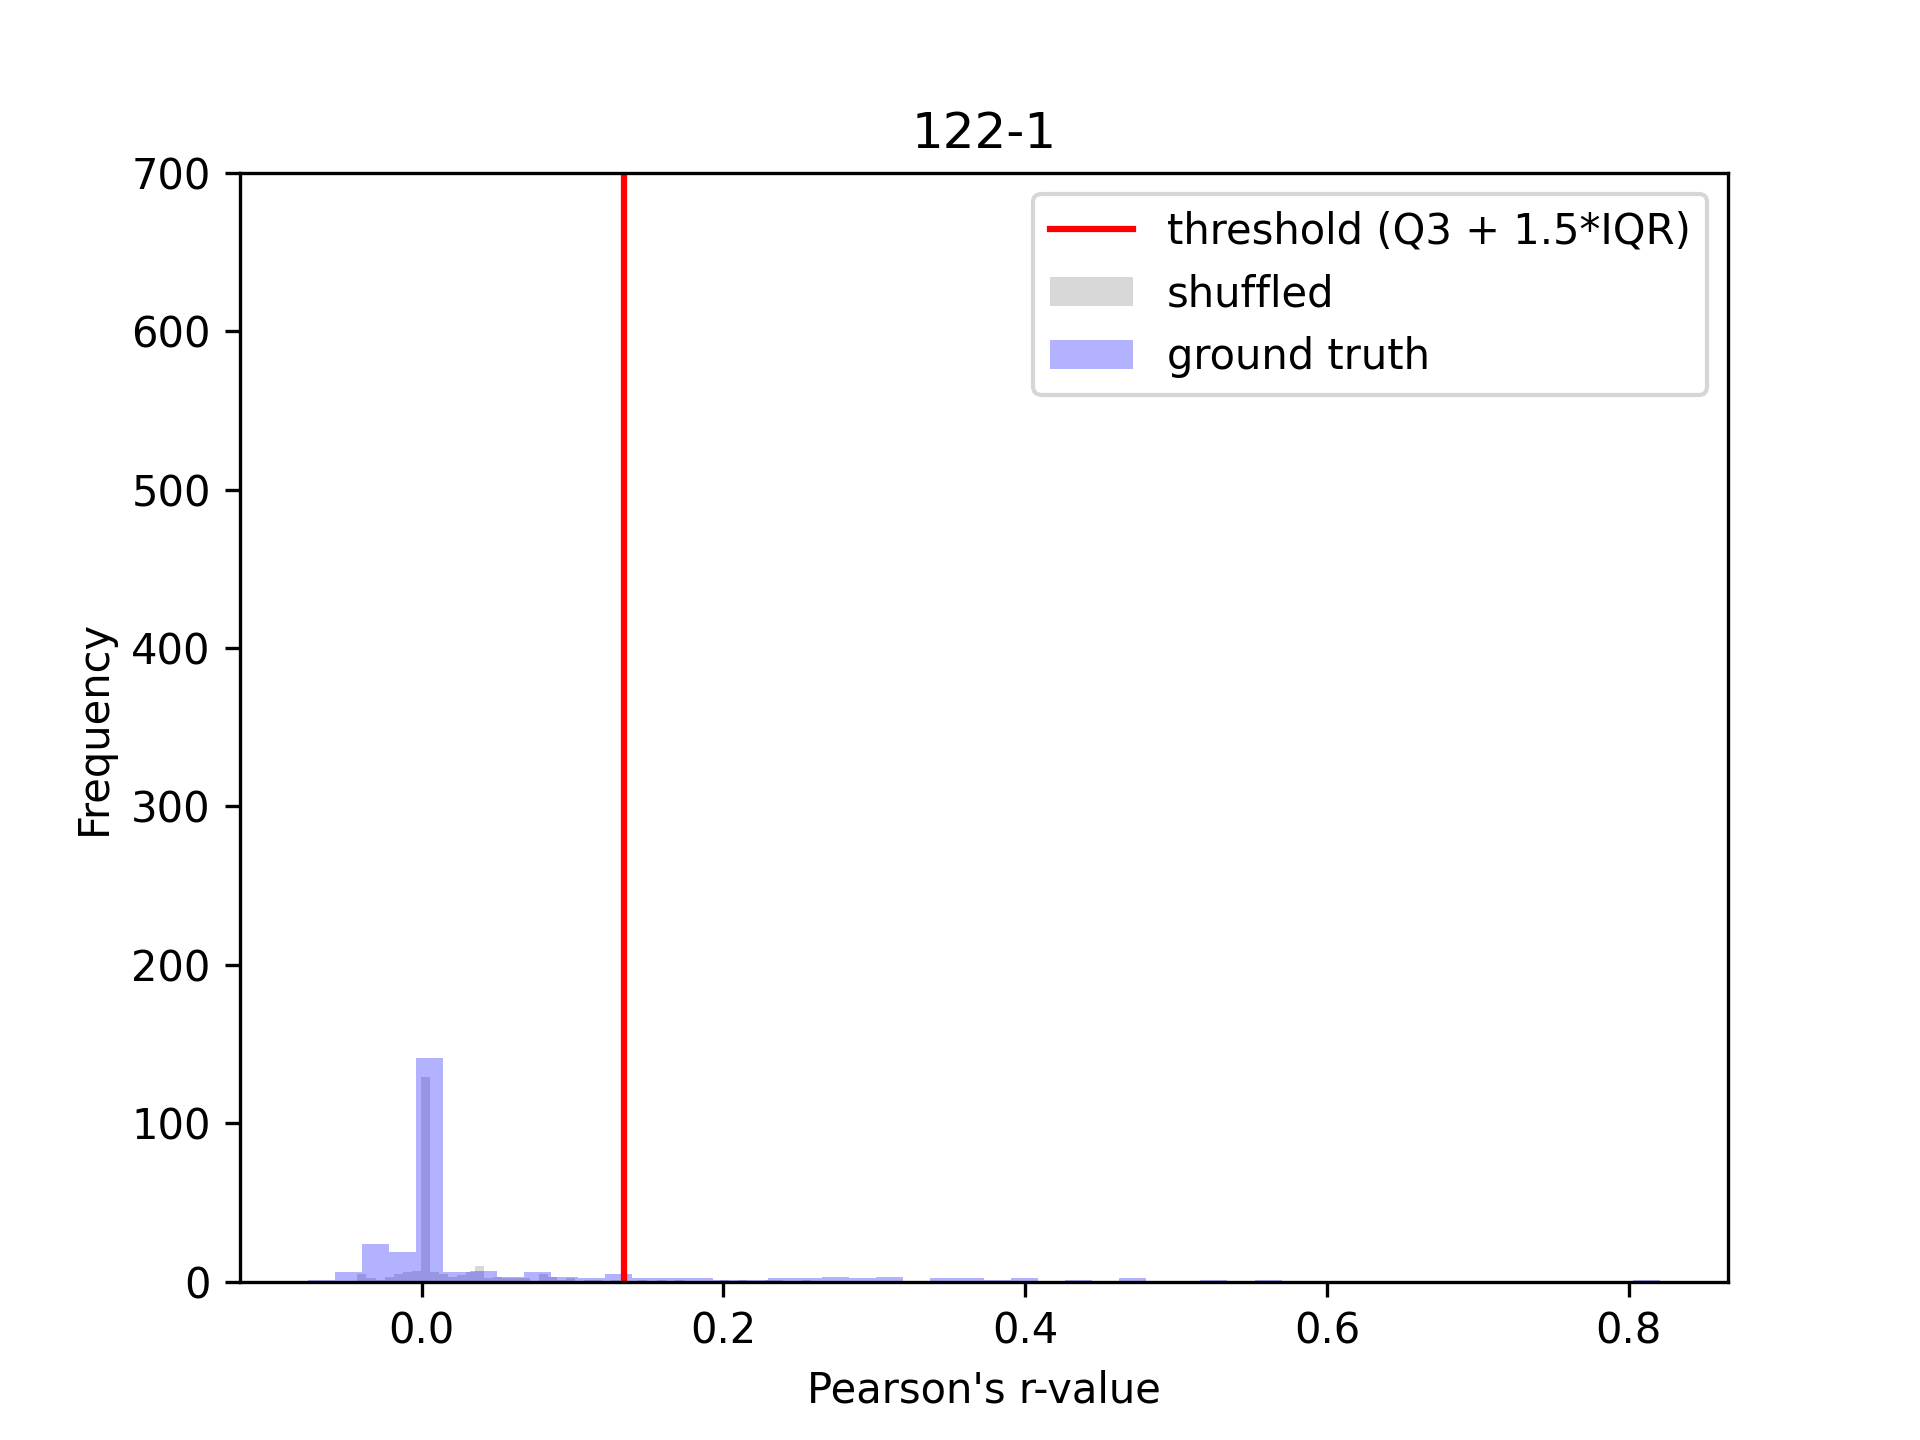 122-1
700
600
500
400
300
200
100
0
Frequency
threshold (Q3 + 1.5*IQR)
shuffled
ground truth
0.0 0.2 0.4 0.6 0.8
Pearson's r-value